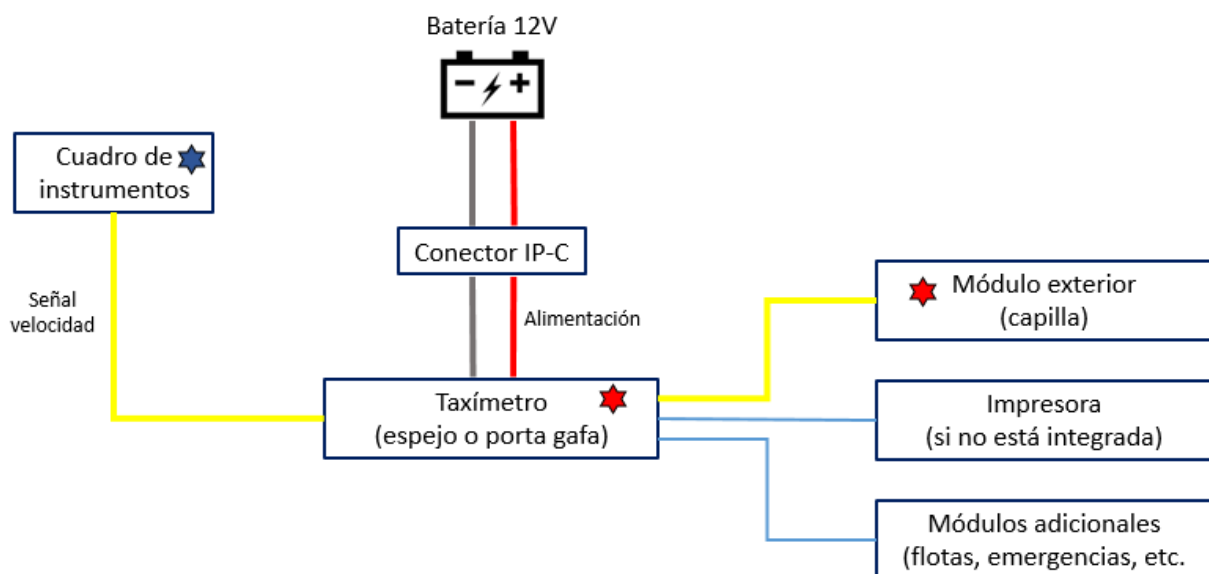 Batería 12V
Cuadro de
instrumentos
Conector IP-C
Señal
velocidad
Alimentación
Módulo exterior
(capilla)
Taxímetro
(espejo o porta gafa)
Impresora
(si no está integrada)
Módulos adicionales
(flotas, emergencias, etc.